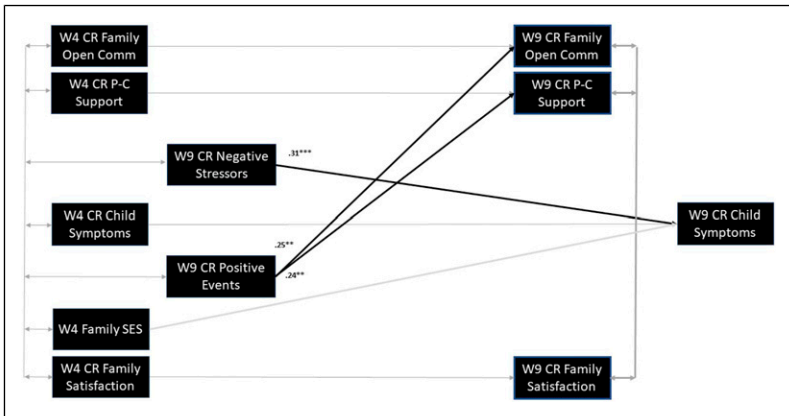 W4 CR Family
Open Comm
W9 CR Family
Open Comm
W4 CR P-C
Support
W9 CR P-C
Support
W9 CR Negative
Stressors
.31***
W4 CR Child
Symptoms
W9 CR Child
Symptoms
.25**
W9 CR Positive
Events
.24**
W4 Family SES
W4 CR Family
Satisfaction
W9 CR Family
Satisfaction